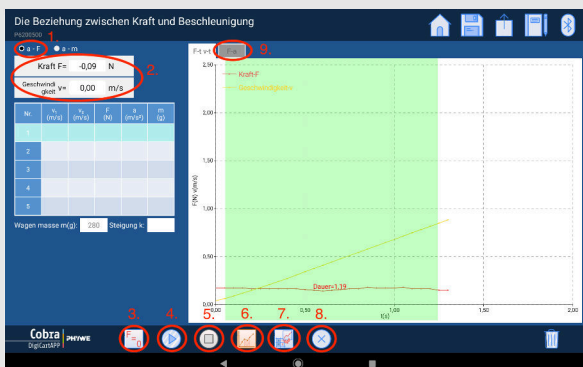 Die Beziehung zwischen Kraft und Beschleunigung
P6200500
1.
a - F a - m
2.
Kraft F= -0,09 N
Geschwindi
gkeit v= 0,00 m/s
Nr. v₁
(m/s) v₂
(m/s) F
(N) a
(m/s²) m
(g)
1
2
3
4
5
Wagen masse m(g): 280 Steigung k:
F-t v-t F-a 9.
Kraft-F
Geschwindigkeitv
F(N) v(m/s)
2,50
2,00
1,50
1,00
0,50
0,00
Dauer=1,19
0,00 0,50 1,00 1,50 2,00
t(s)
3. 4. 5. 6. 7. 8.
F=0
Cobra
DigiCartAPP
PHYWE